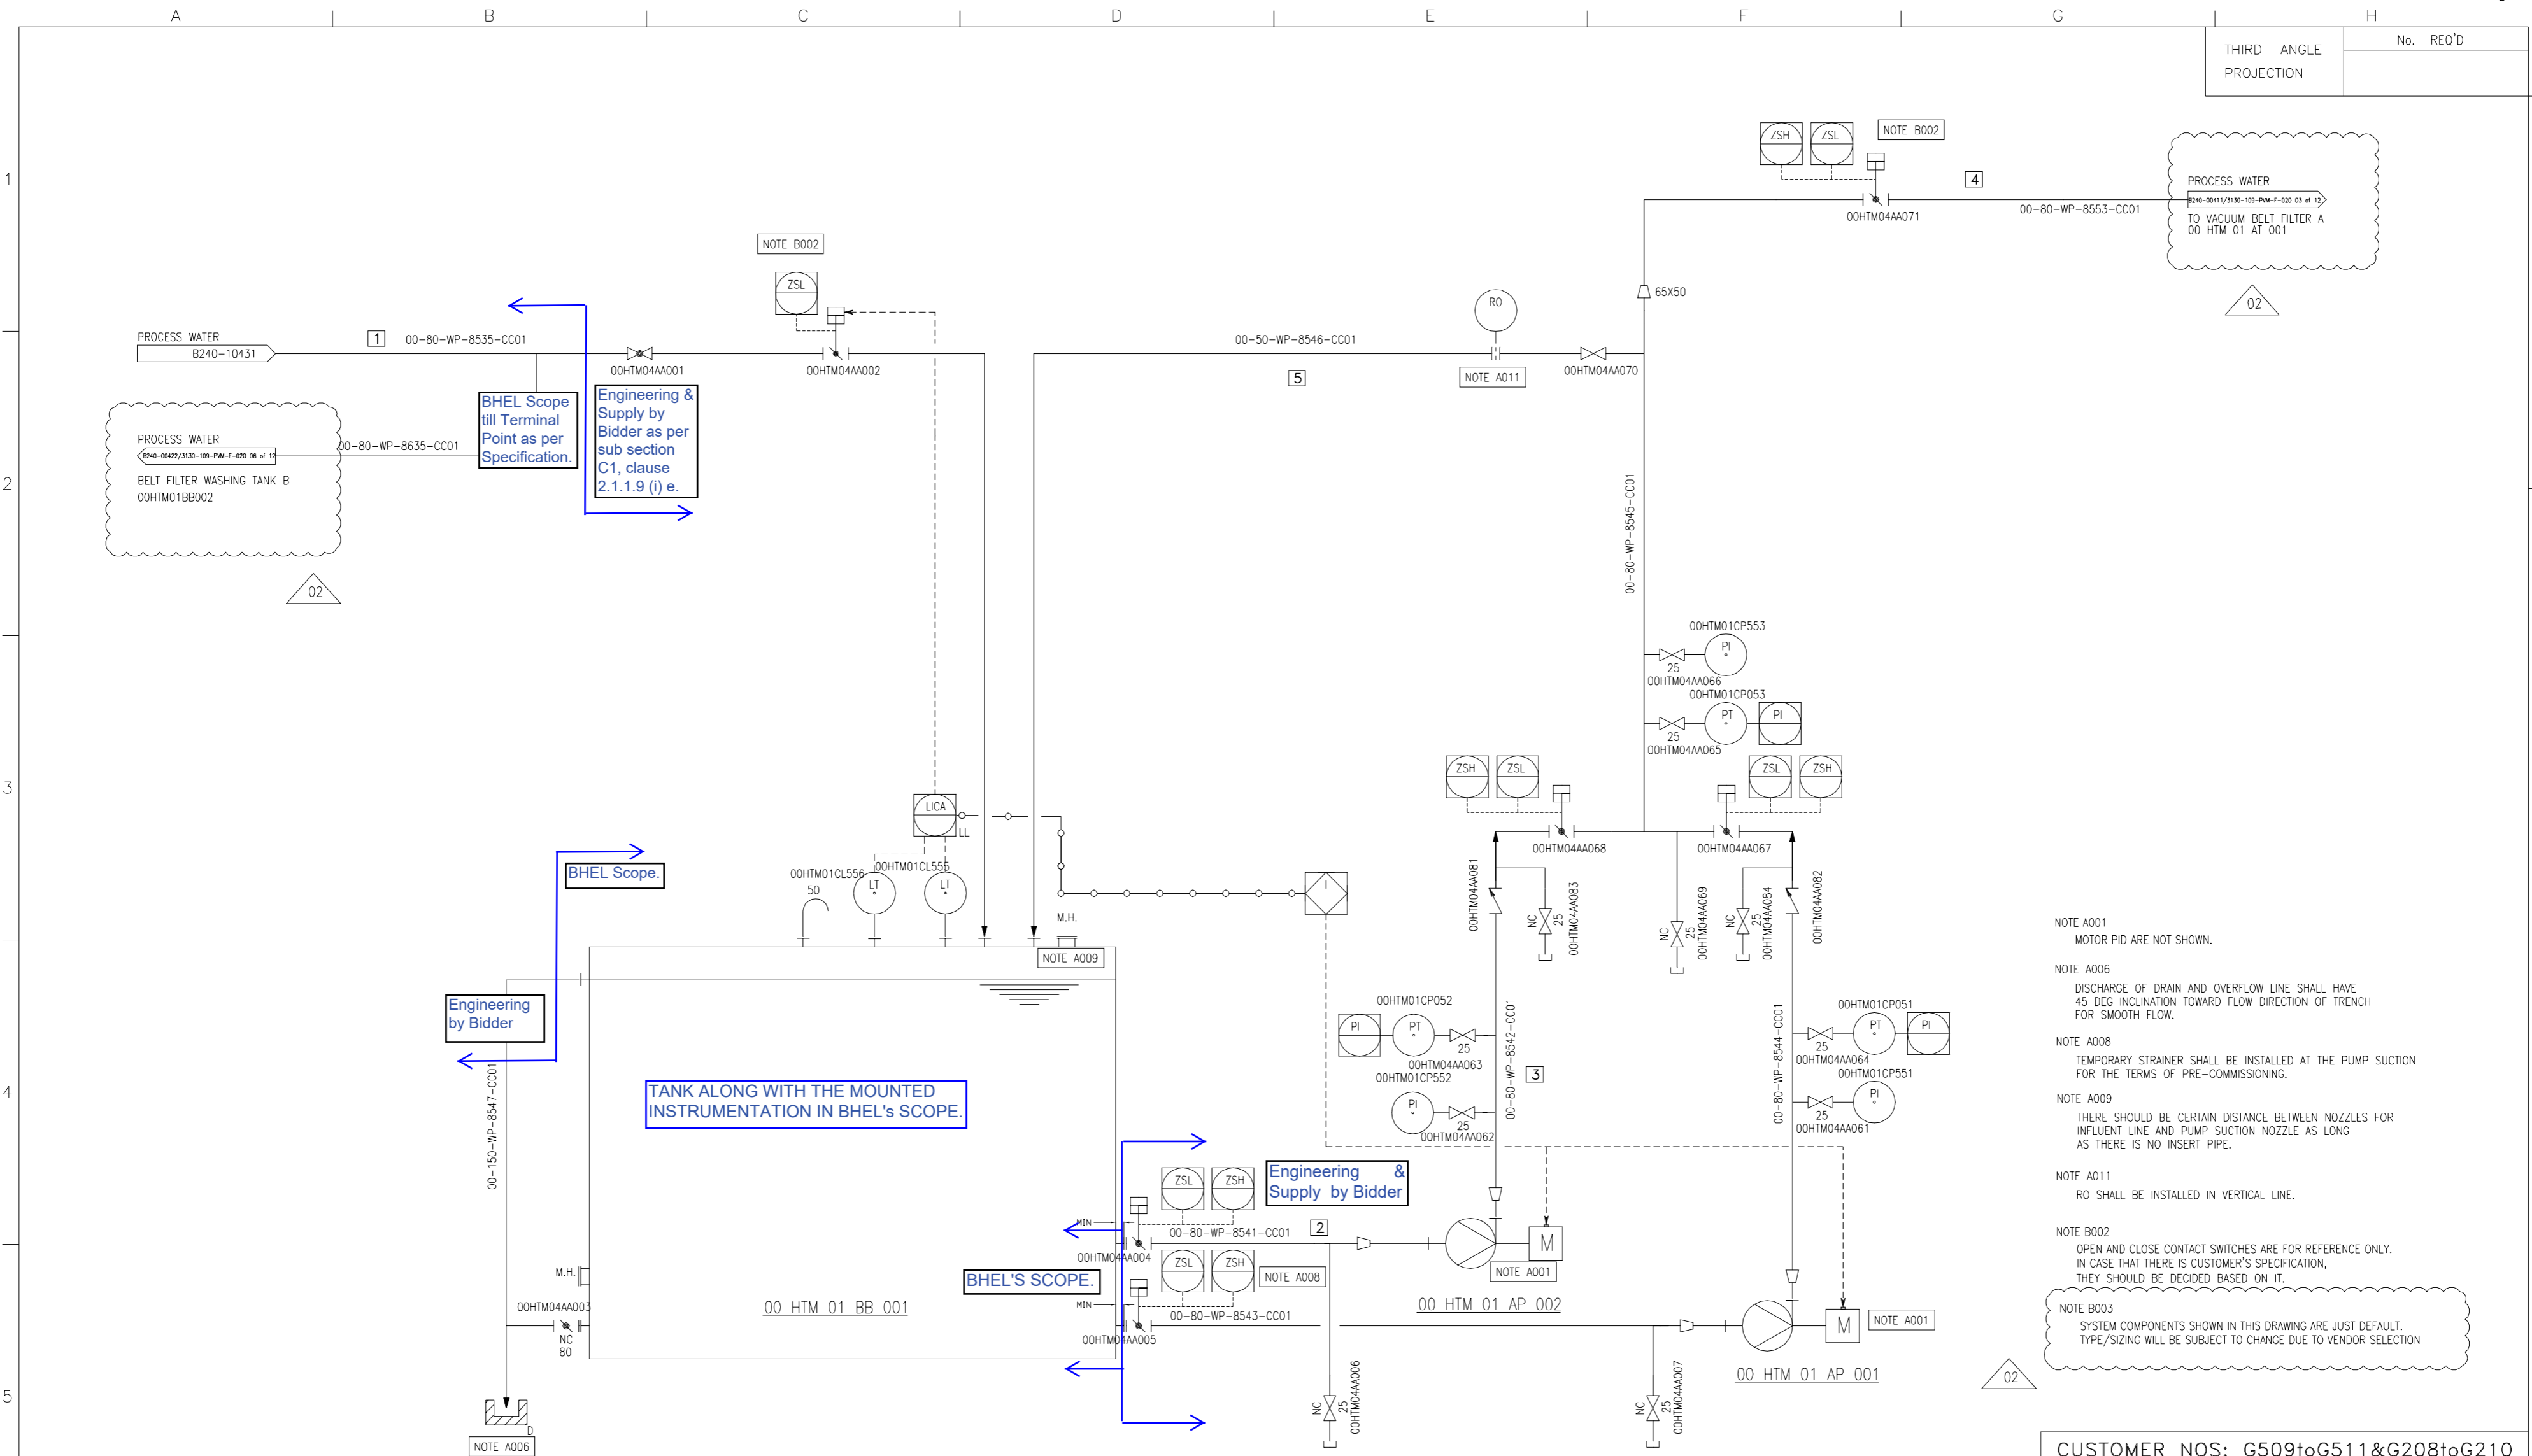 A
B
C
D
E
F
G
H
THIRD ANGLE
PROJECTION
No. REQ'D
1
2
3
4
5
ZSH
ZSL
NOTE B002
00HTM04AA071
4
00-80-WP-8553-CC01
PROCESS WATER
B240-00411/3130-109-PVM-F-020 03 of 12
TO VACUUM BELT FILTER A
00 HTM 01 AT 001
02
NOTE B002
ZSL
00HTM04AA002
PROCESS WATER
B240-10431
1
00-80-WP-8535-CC01
00HTM04AA001
BHEL Scope
till Terminal
Point as per
Specification.
Engineering &
Supply by
Bidder as per
sub section
C1, clause
2.1.1.9 (i) e.
PROCESS WATER
B240-00422/3130-109-PVM-F-020 06 of 12
BELT FILTER WASHING TANK B
00HTM01BB002
00-80-WP-8635-CC01
02
00-50-WP-8546-CC01
5
RO
NOTE A011
00HTM04AA070
65X50
00-80-WP-8545-CC01
00HTM01CP553
PI
25
00HTM04AA066
00HTM01CP053
PT
PI
25
00HTM04AA065
ZSH
ZSL
ZSL
ZSH
00HTM04AA068
00HTM04AA067
00HTM04AA081
NC
25
00HTM04AA083
NC
25
00HTM04AA069
NC
25
00HTM04AA084
00HTM04AA082
LICA
LL
00HTM01CL556
00HTM01CL555
50
LT
LT
M.H.
I
NOTE A009
BHEL Scope.
Engineering
by Bidder
00-150-WP-8547-CC01
TANK ALONG WITH THE MOUNTED
INSTRUMENTATION IN BHEL's SCOPE.
00HTM01CP052
PI
PT
25
00HTM04AA063
00HTM01CP552
PI
25
00HTM04AA062
00-80-WP-8542-CC01
3
00HTM01CP051
PT
PI
25
00HTM04AA064
00HTM01CP551
PI
25
00HTM04AA061
00-80-WP-8544-CC01
Engineering &
Supply by Bidder
ZSL
ZSH
MIN
00-80-WP-8541-CC01
2
00HTM04AA004
BHEL'S SCOPE.
ZSL
ZSH
NOTE A008
MIN
00-80-WP-8543-CC01
00HTM04AA005
M
NOTE A001
00 HTM 01 AP 002
M
NOTE A001
00 HTM 01 AP 001
M.H.
00HTM04AA003
NC
80
00 HTM 01 BB 001
D
NOTE A006
NC
25
00HTM04AA006
NC
25
00HTM04AA007
NOTE A001
MOTOR PID ARE NOT SHOWN.
NOTE A006
DISCHARGE OF DRAIN AND OVERFLOW LINE SHALL HAVE
45 DEG INCLINATION TOWARD FLOW DIRECTION OF TRENCH
FOR SMOOTH FLOW.
NOTE A008
TEMPORARY STRAINER SHALL BE INSTALLED AT THE PUMP SUCTION
FOR THE TERMS OF PRE-COMMISSIONING.
NOTE A009
THERE SHOULD BE CERTAIN DISTANCE BETWEEN NOZZLES FOR
INFLUENT LINE AND PUMP SUCTION NOZZLE AS LONG
AS THERE IS NO INSERT PIPE.
NOTE A011
RO SHALL BE INSTALLED IN VERTICAL LINE.
NOTE B002
OPEN AND CLOSE CONTACT SWITCHES ARE FOR REFERENCE ONLY.
IN CASE THAT THERE IS CUSTOMER'S SPECIFICATION,
THEY SHOULD BE DECIDED BASED ON IT.
NOTE B003
SYSTEM COMPONENTS SHOWN IN THIS DRAWING ARE JUST DEFAULT.
TYPE/SIZING WILL BE SUBJECT TO CHANGE DUE TO VENDOR SELECTION
02
CUSTOMER NOS: G509toG511&G208toG210